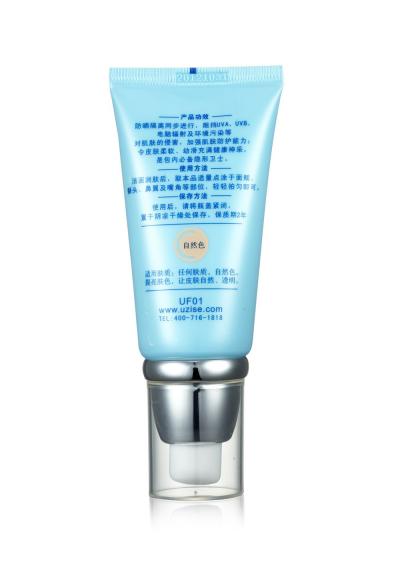 20121031
产品功效
防晒隔离同步进行，阻挡UVA、UVB、
电脑辐射及环境污染等
对肌肤的侵害，加强肌肤防护能力；
令皮肤柔软、幼滑充满健康神采，
是包内必备隐形卫士。
使用方法
洁面润肤后，取本品适量点涂于面颊、
额头、鼻翼及嘴角等部位，轻轻拍匀即可。
保存方法
使用后，请将瓶盖紧闭，
置于阴凉干燥处保存，保质期2年
自然色
适用肤质：任何肤质，自然色，
提亮肤色，让皮肤自然、透明。
UF01
www.uzise.com
TEL:400-716-1818